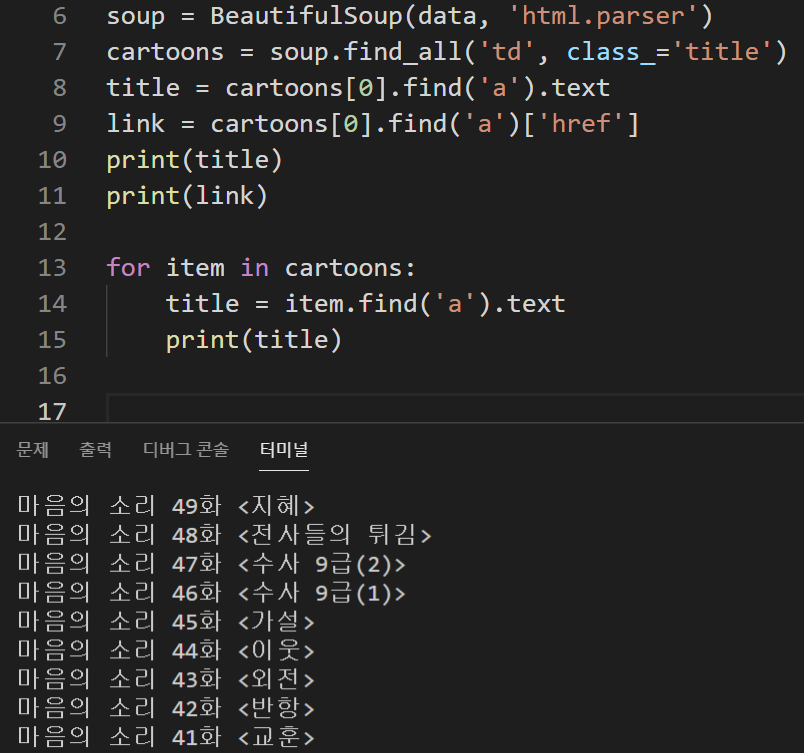 6 soup = BeautifulSoup(data, 'html.parser')
7 cartoons = soup.find_all('td', class_='title')
8 title = cartoons[0].find('a').text
9 link = cartoons[0].find('a')['href']
10 print(title)
11 print(link)
12
13 for item in cartoons:
14     title = item.find('a').text
15     print(title)
16
17
문제 출력 디버그 콘솔 터미널
마음의 소리 49화 <지혜>
마음의 소리 48화 <전사들의 튀김>
마음의 소리 47화 <수사 9급(2)>
마음의 소리 46화 <수사 9급(1)>
마음의 소리 45화 <가설>
마음의 소리 44화 <이웃>
마음의 소리 43화 <외전>
마음의 소리 42화 <반항>
마음의 소리 41화 <교훈>